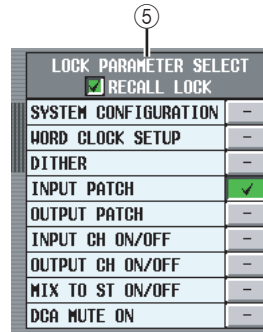 ⑤
LOCK PARAMETER SELECT
RECALL LOCK
SYSTEM CONFIGURATION –
WORD CLOCK SETUP –
DITHER –
INPUT PATCH ✓
OUTPUT PATCH –
INPUT CH ON/OFF –
OUTPUT CH ON/OFF –
MIX TO ST ON/OFF –
DCA MUTE ON –